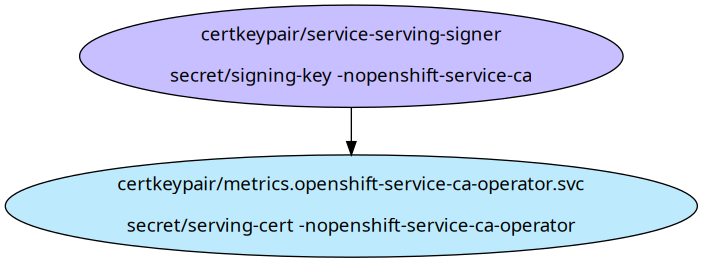 certkeypair/service-serving-signer
secret/signing-key -nopenshift-service-ca
certkeypair/metrics.openshift-service-ca-operator.svc
secret/serving-cert -nopenshift-service-ca-operator